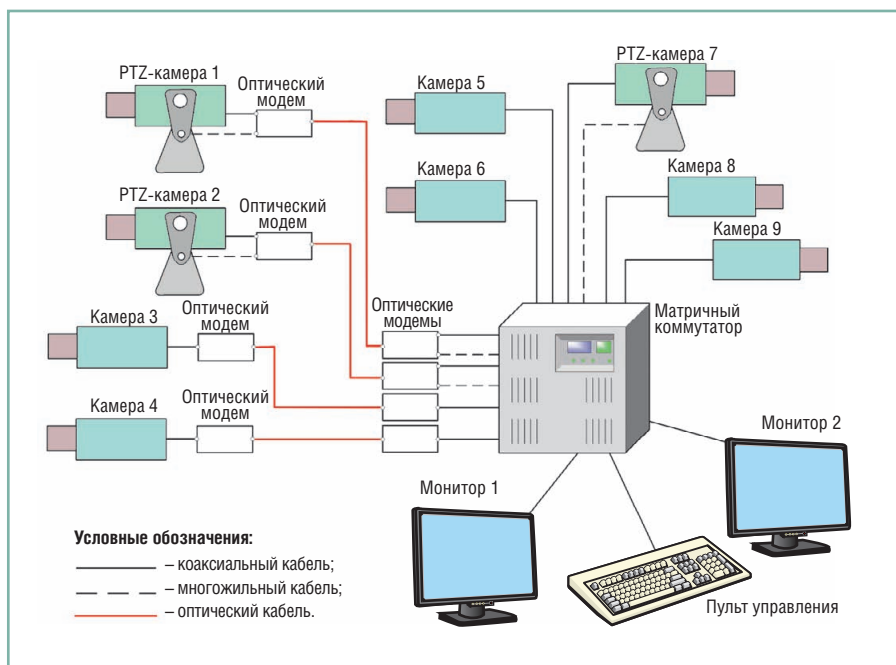 PTZ-камера 1
Оптический
модем
Камера 5
PTZ-камера 7
Камера 6
Камера 8
PTZ-камера 2
Оптический
модем
Камера 9
Камера 3
Оптический
модем
Оптические
модемы
Матричный
коммутатор
Камера 4
Оптический
модем
Монитор 2
Монитор 1
Условные обозначения:
– коаксиальный кабель;
– многожильный кабель;
– оптический кабель.
Пульт управления